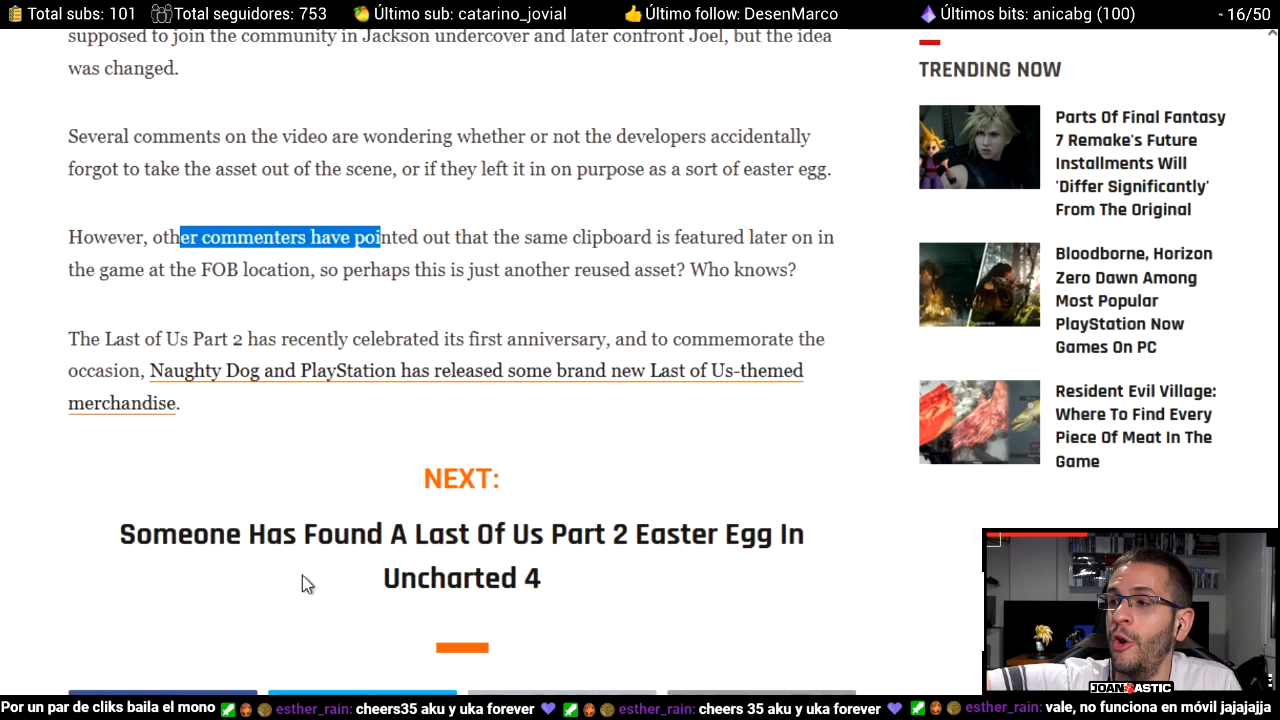 Total subs: 101
Total seguidores: 753
Último sub: catarino_jovial
Último follow: DesenMarco
Últimos bits: anicabg (100)
- 16/50
supposed to join the community in Jackson undercover and later confront Joel, but the idea
was changed.
Several comments on the video are wondering whether or not the developers accidentally
forgot to take the asset out of the scene, or if they left it in on purpose as a sort of easter egg.
However, other commenters have pointed out that the same clipboard is featured later on in
the game at the FOB location, so perhaps this is just another reused asset? Who knows?
The Last of Us Part 2 has recently celebrated its first anniversary, and to commemorate the
occasion, Naughty Dog and PlayStation has released some brand new Last of Us-themed
merchandise.
NEXT:
Someone Has Found A Last Of Us Part 2 Easter Egg In
Uncharted 4
TRENDING NOW
Parts Of Final Fantasy
7 Remake's Future
Installments Will
'Differ Significantly'
From The Original
Bloodborne, Horizon
Zero Dawn Among
Most Popular
PlayStation Now
Games On PC
Resident Evil Village:
Where To Find Every
Piece Of Meat In The
Game
JOANTASTIC
Por un par de cliks baila el mono
esther_rain: cheers35 aku y uka forever
esther_rain: cheers 35 aku y uka forever
esther_rain: vale, no funciona en móvil jajajajja